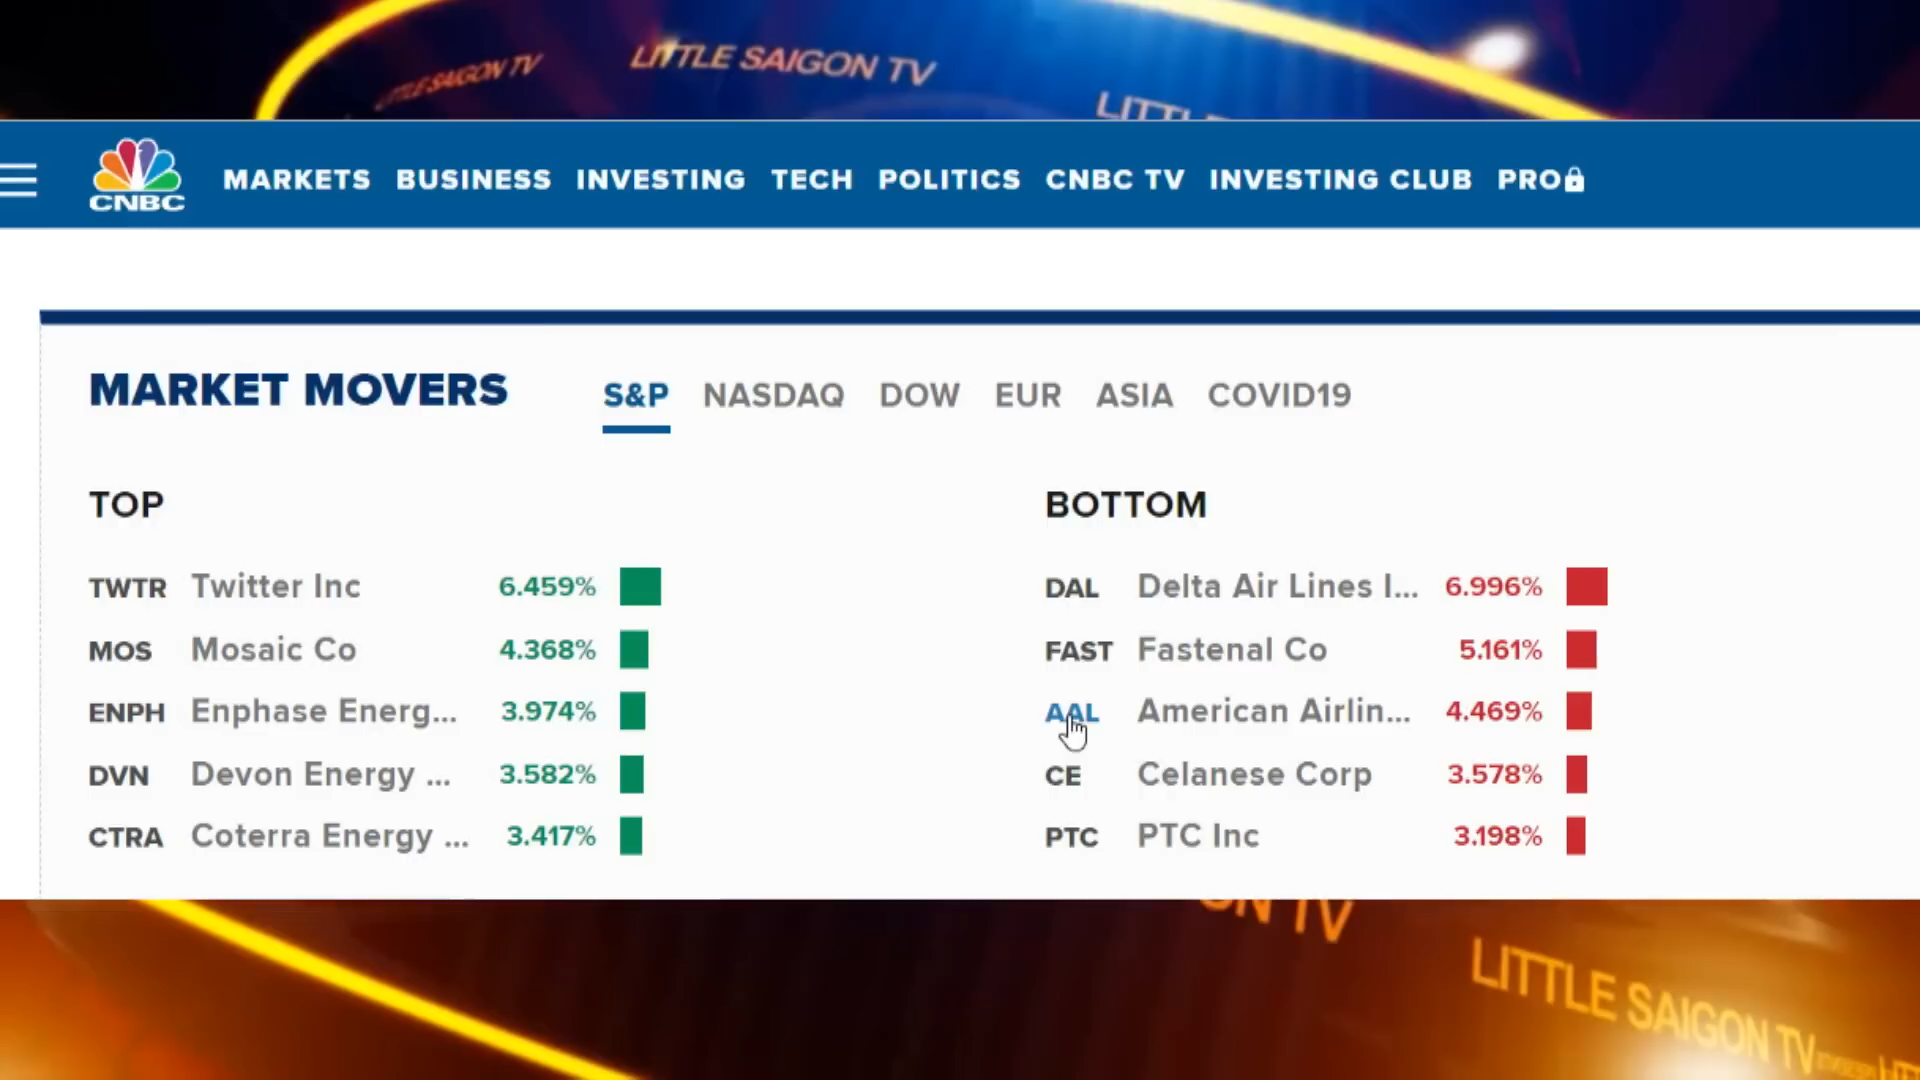 LITTLE SAIGON TV
LITTLE SAIGON TV
CNBC
MARKETS BUSINESS INVESTING TECH POLITICS CNBC TV INVESTING CLUB PRO
MARKET MOVERS S&P NASDAQ DOW EUR ASIA COVID19
TOP
TWTR Twitter Inc 6.459%
MOS Mosaic Co 4.368%
ENPH Enphase Energ... 3.974%
DVN Devon Energy ... 3.582%
CTRA Coterra Energy ... 3.417%
BOTTOM
DAL Delta Air Lines I... 6.996%
FAST Fastenal Co 5.161%
AAL American Airlin... 4.469%
CE Celanese Corp 3.578%
PTC PTC Inc 3.198%
TV
LITTLE SAIGON TV